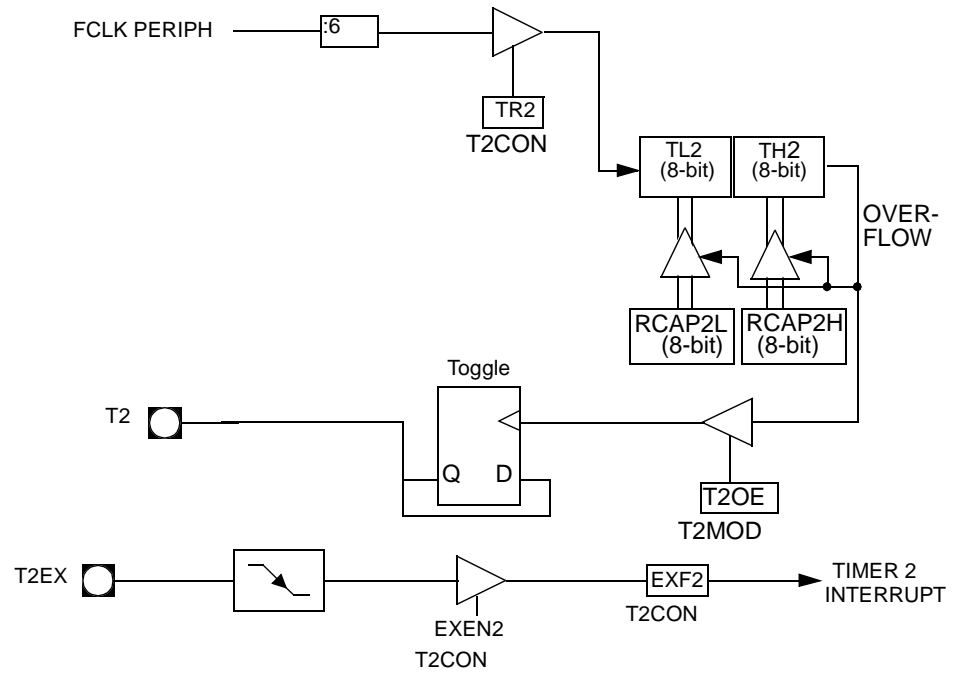 FCLK PERIPH
:6
TR2
T2CON
TL2
(8-bit)
TH2
(8-bit)
OVER-
FLOW
RCAP2L
(8-bit)
RCAP2H
(8-bit)
Toggle
T2
Q
D
T2OE
T2MOD
T2EX
EXEN2
T2CON
EXF2
T2CON
TIMER 2
INTERRUPT